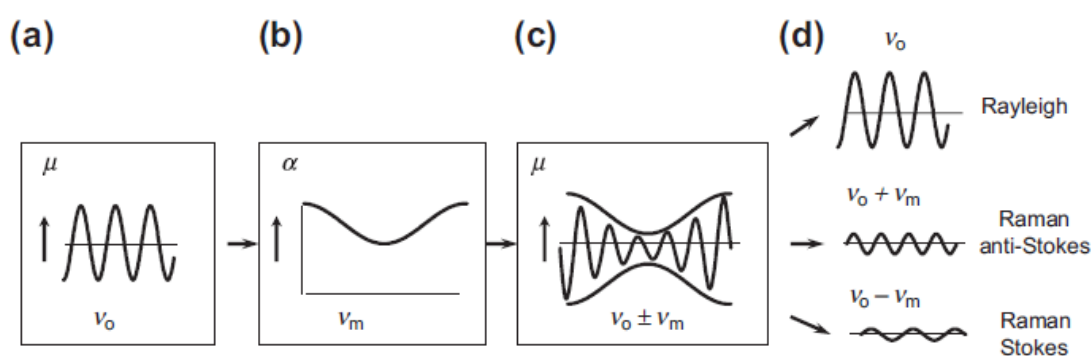 (a)
(b)
(c)
(d)
μ
νo
α
νm
μ
νo ± νm
νo
Rayleigh
νo + νm
Raman
anti-Stokes
νo − νm
Raman
Stokes